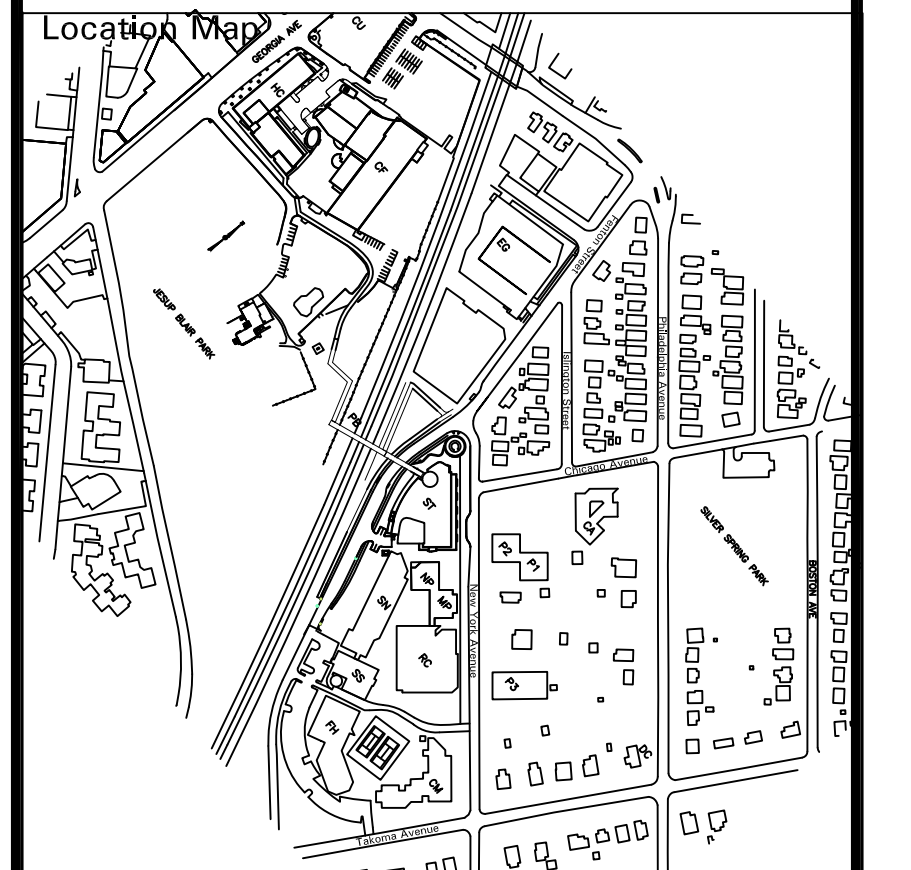 Location Map
GEORGIA AVE
CU
HC
CF
Fenton Street
EG
JESUP BLAIR PARK
Philadelphia Avenue
Islington Street
PB
Chicago Avenue
ST
CA
SILVER SPRING PARK
P2
P1
BOSTON AVE
NP
MP
SN
New York Avenue
RC
SS
P3
FH
DC
CM
Takoma Avenue